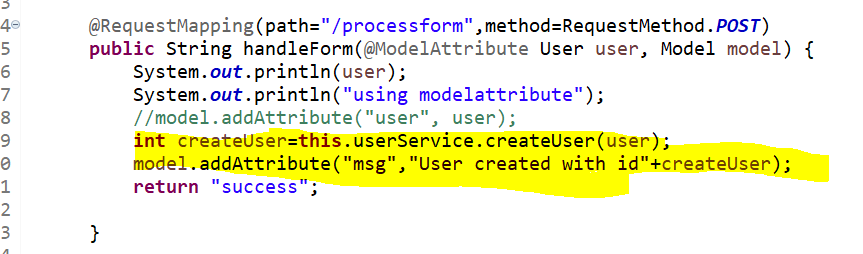 3
4 @RequestMapping(path="/processform",method=RequestMethod.POST)
5 public String handleForm(@ModelAttribute User user, Model model) {
6 System.out.println(user);
7 System.out.println("using modelattribute");
8 //model.addAttribute("user", user);
9 int createUser=this.userService.createUser(user);
0 model.addAttribute("msg","User created with id"+createUser);
1 return "success";
2
3 }
4